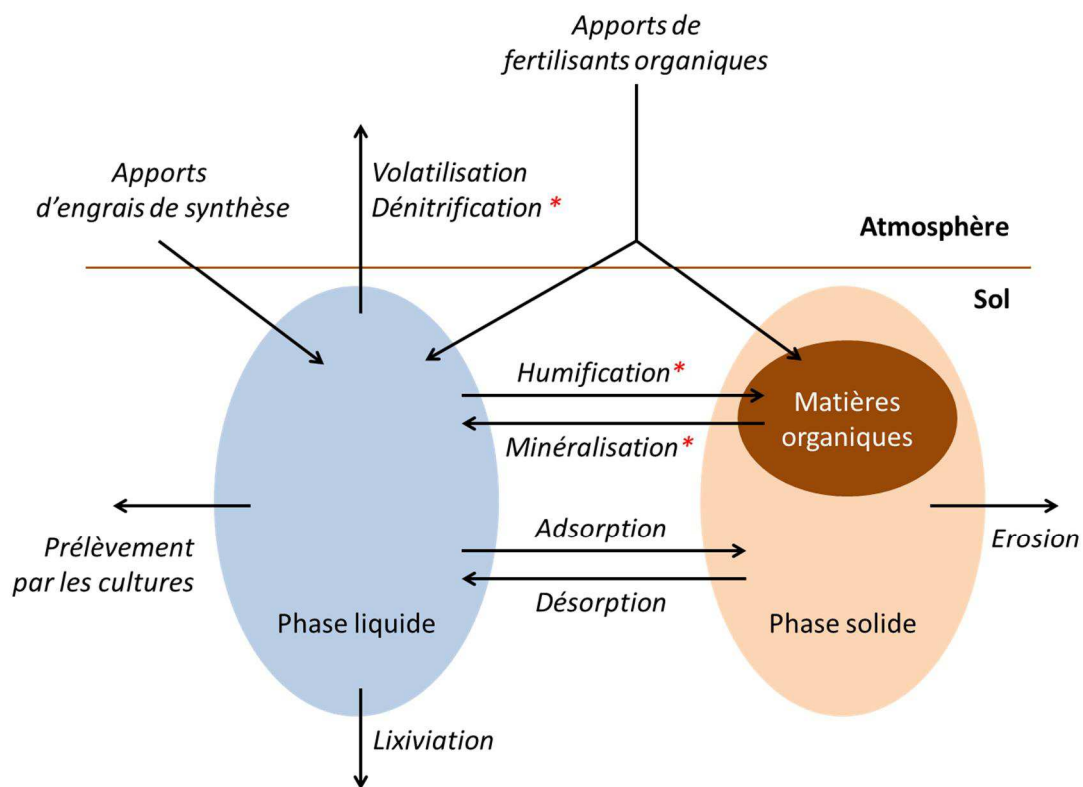 Apports de
fertilisants organiques
Apports
d'engrais de synthèse
Volatilisation
Dénitrification *
Atmosphère
Sol
Humification*
Minéralisation*
Matières
organiques
Prélèvement
par les cultures
Adsorption
Désorption
Erosion
Phase liquide
Phase solide
Lixiviation